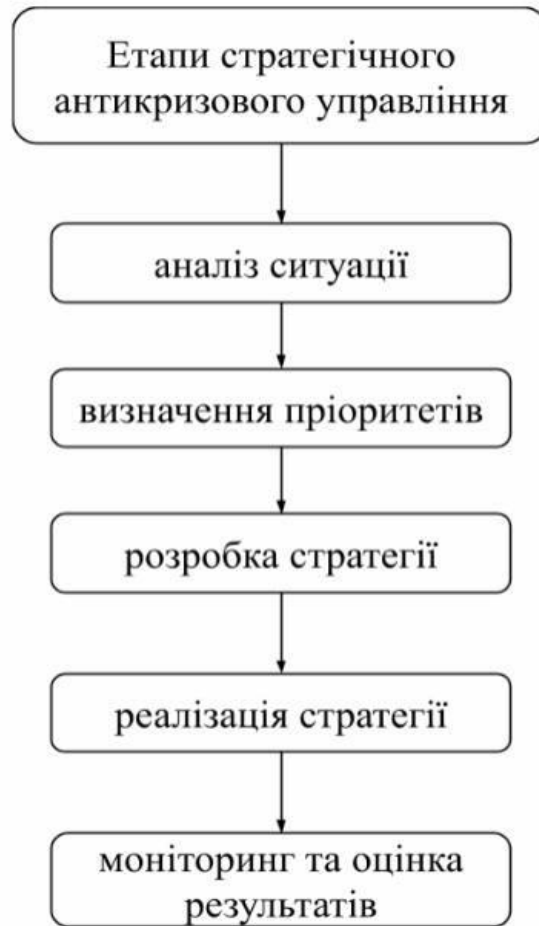 Етапи стратегічного
антикризового управління
аналіз ситуації
визначення пріоритетів
розробка стратегії
реалізація стратегії
моніторинг та оцінка
результатів